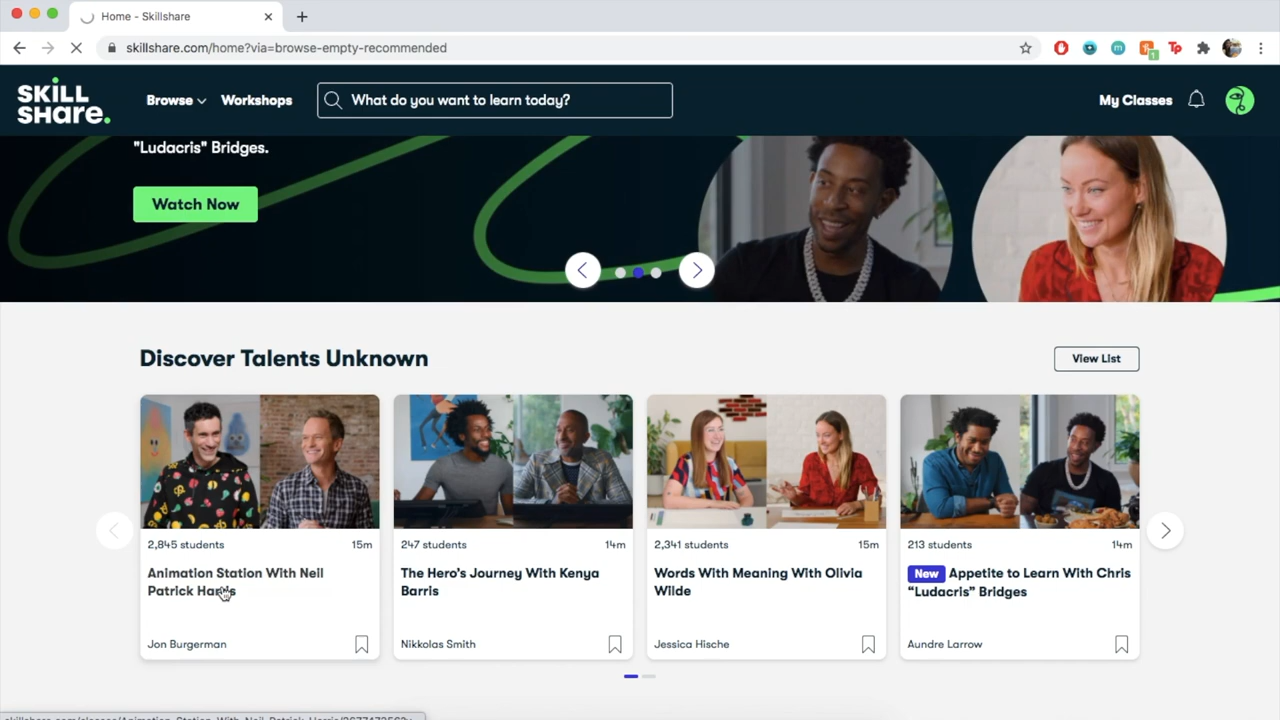 Home - Skillshare
skillshare.com/home?via=browse-empty-recommended
1
Tp
SKILL
SHARE.
Browse
Workshops
What do you want to learn today?
My Classes
"Ludacris" Bridges.
Watch Now
Discover Talents Unknown
View List
2,845 students
15m
Animation Station With Neil
Patrick Harris
Jon Burgerman
247 students
14m
The Hero's Journey With Kenya
Barris
Nikkolas Smith
2,341 students
15m
Words With Meaning With Olivia
Wilde
Jessica Hische
213 students
14m
New Appetite to Learn With Chris
“Ludacris” Bridges
Aundre Larrow